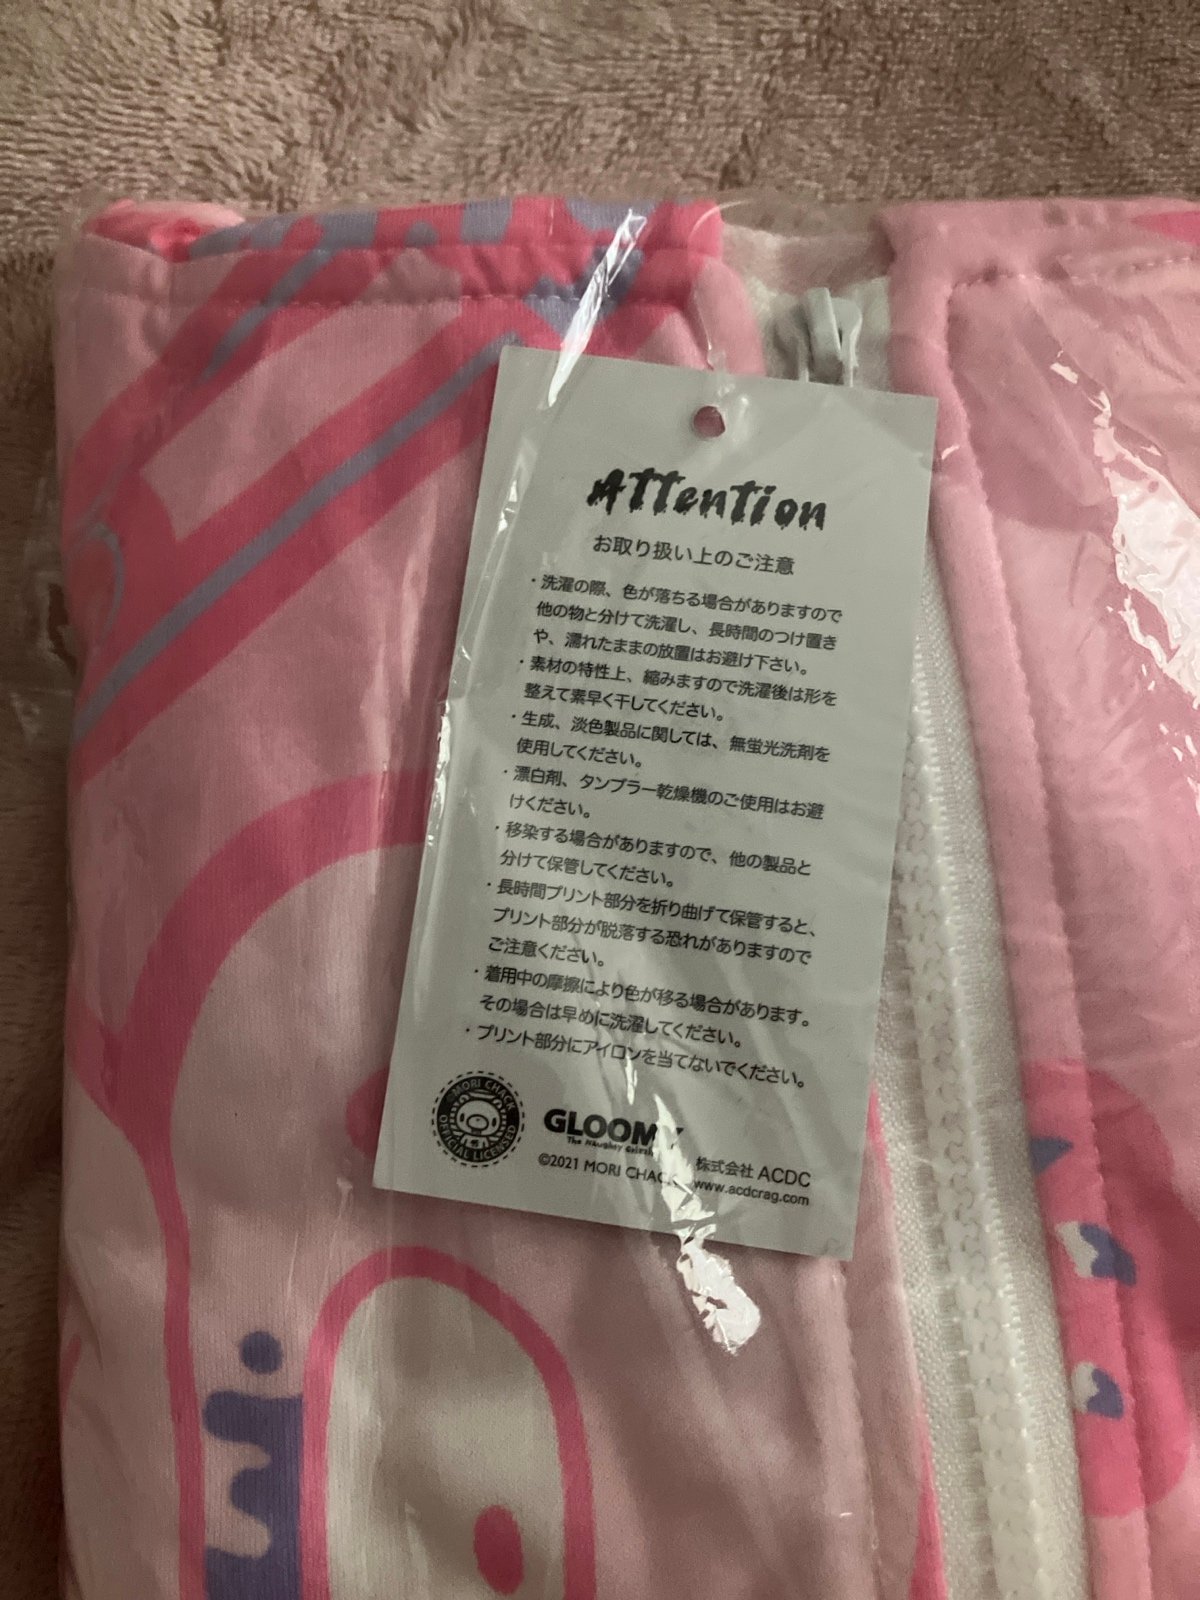 Attention
お取り扱い上のご注意
・洗濯の際、色が落ちる場合がありますので
他の物と分けて洗濯し、長時間のつけ置き
や、濡れたままの放置はお避け下さい。
・素材の特性上、縮みますので洗濯後は形を
整えて素早く干してください。
・生成、淡色製品に関しては、無蛍光洗剤を
使用してください。
・漂白剤、タンブラー乾燥機のご使用はお避
けください。
・移染する場合がありますので、他の製品と
分けて保管してください。
・長時間プリント部分を折り曲げて保管すると、
プリント部分が脱落する恐れがありますので
ご注意ください。
・着用中の摩擦により色が移る場合があります。
その場合は早めに洗濯してください。
・プリント部分にアイロンを当てないでください。
MORI CHACK
OFFICIAL LICENSED
GLOOMY
The Naughty
©2021 MORI CHACK
株式会社 ACDC
www.acdcrag.com